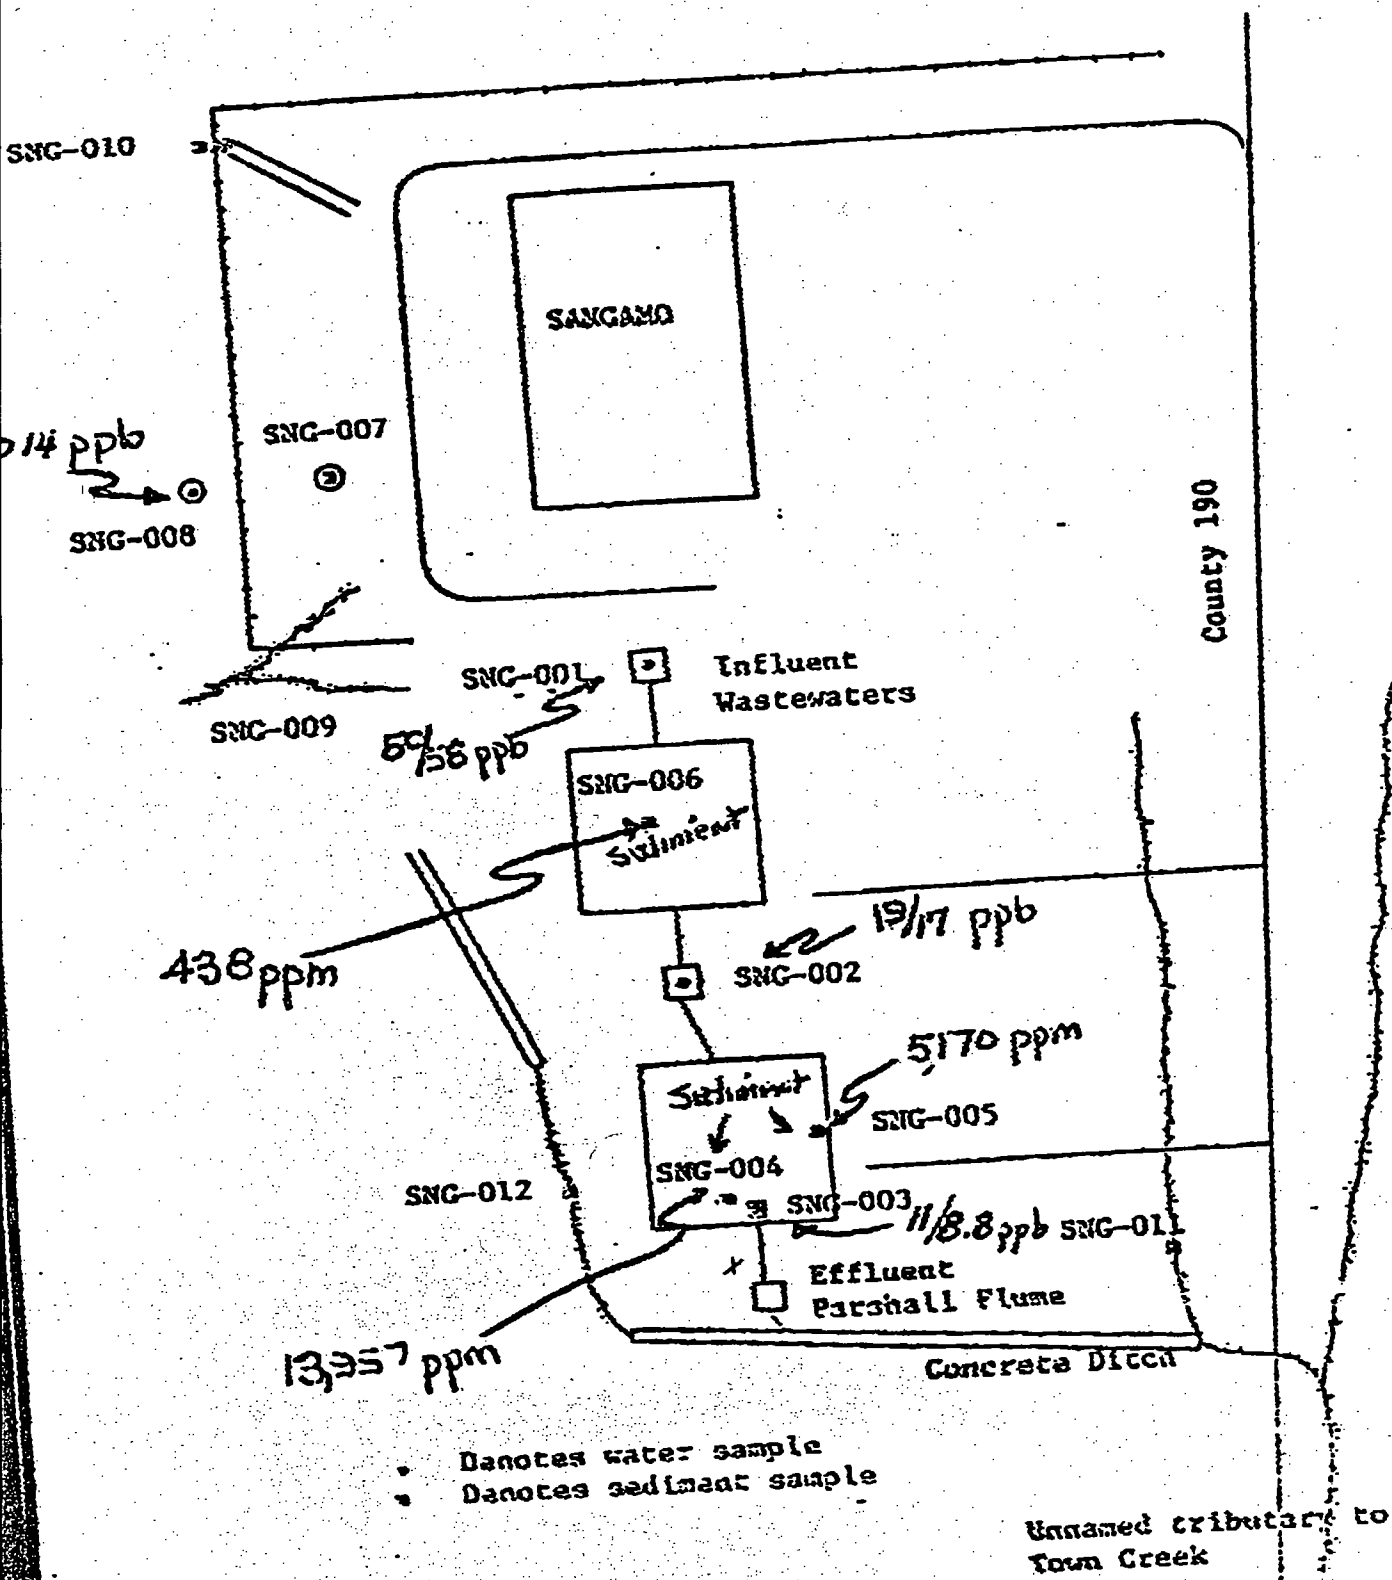 SNG-010
SANGAMO
14 ppb
SNG-007
SNG-008
County 190
SNG-001
Influent
Wastewaters
SNG-009
58 ppb
SNG-006
Sediment
438 ppm
19/17 ppb
SNG-002
5170 ppm
Sediment
SNG-005
SNG-004
SNG-012
SNG-003
11/8.8 ppb
SNG-011
Effluent
Parshall Flume
13,357 ppm
Concrete Ditch
Denotes water sample
Denotes sediment sample
Unnamed tributary to
Town Creek